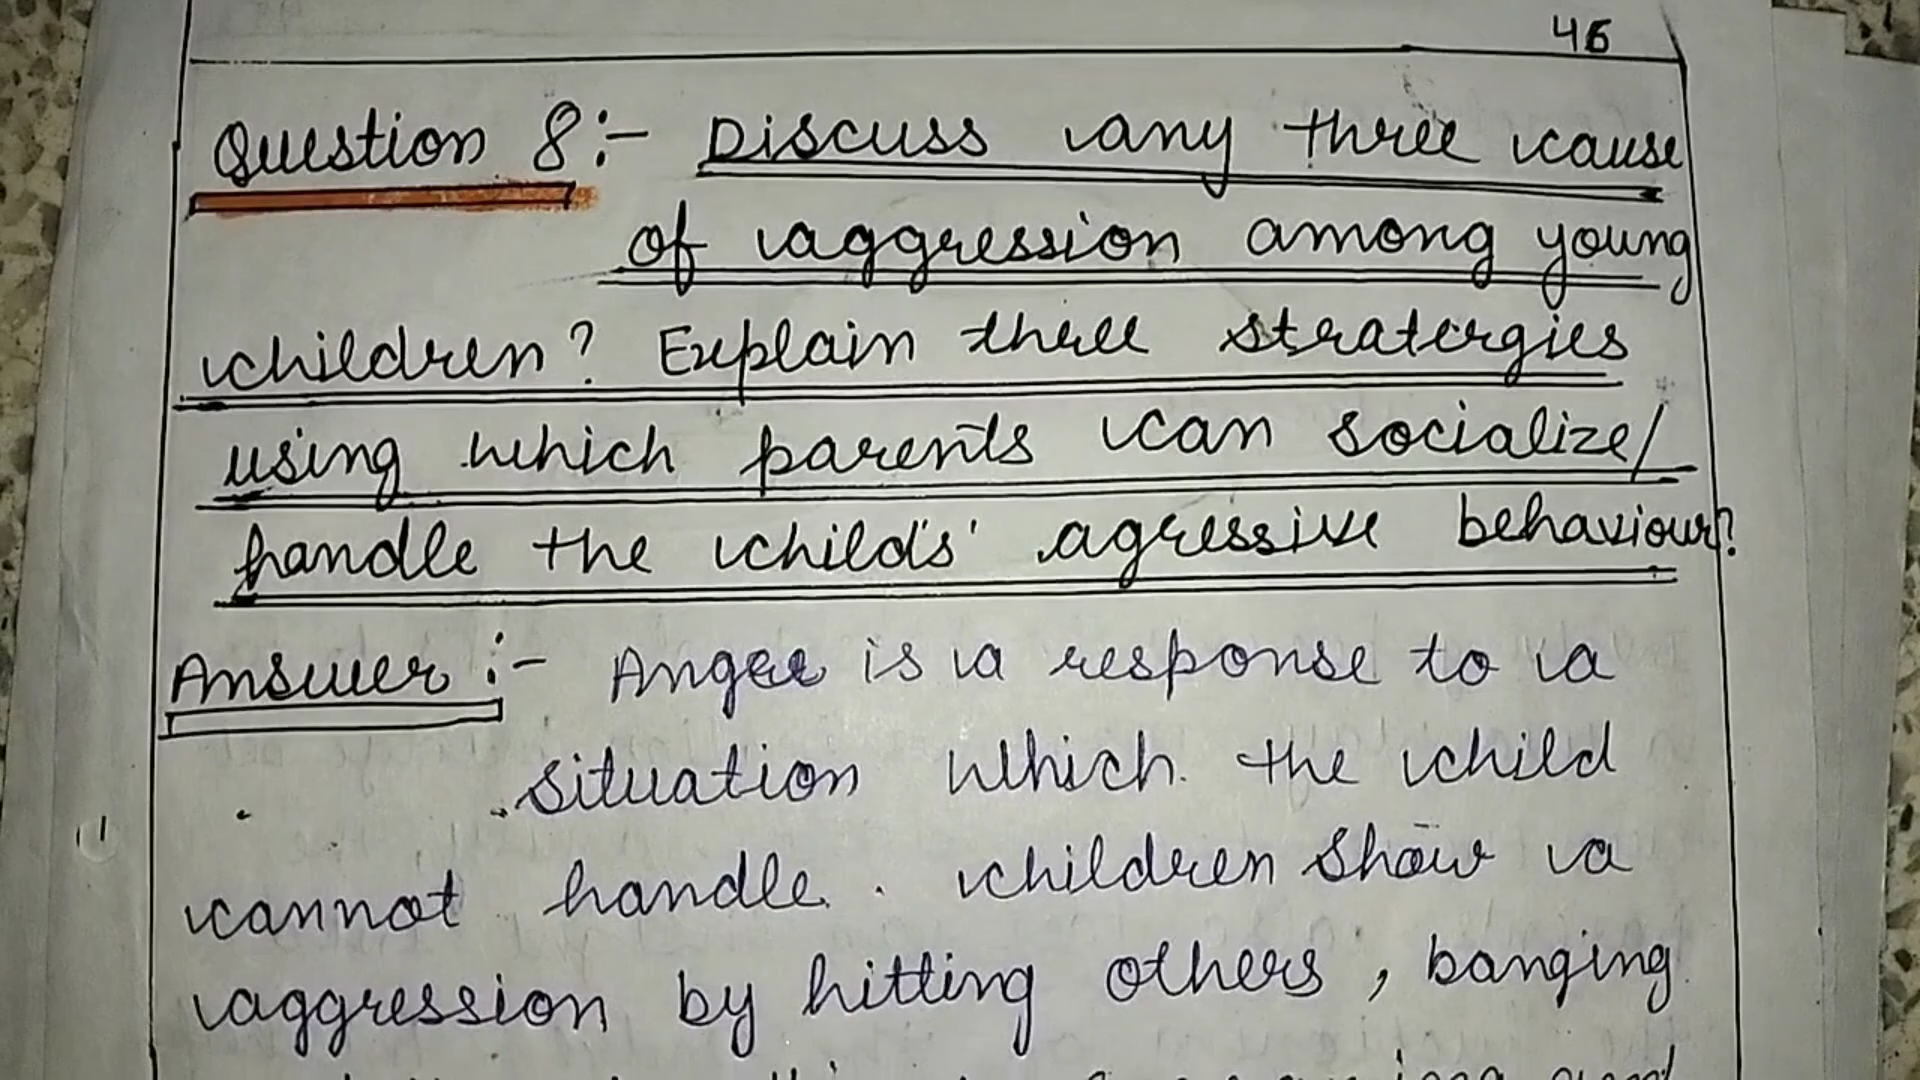 46
Question 8:- Discuss any three cause
of aggression among young
children? Explain three stratergies
using which parents can socialize/
handle the child's' agressive behaviour?
Answer:- Anger is a response to a
situation which the child
cannot handle. children show a
aggression by hitting others, banging